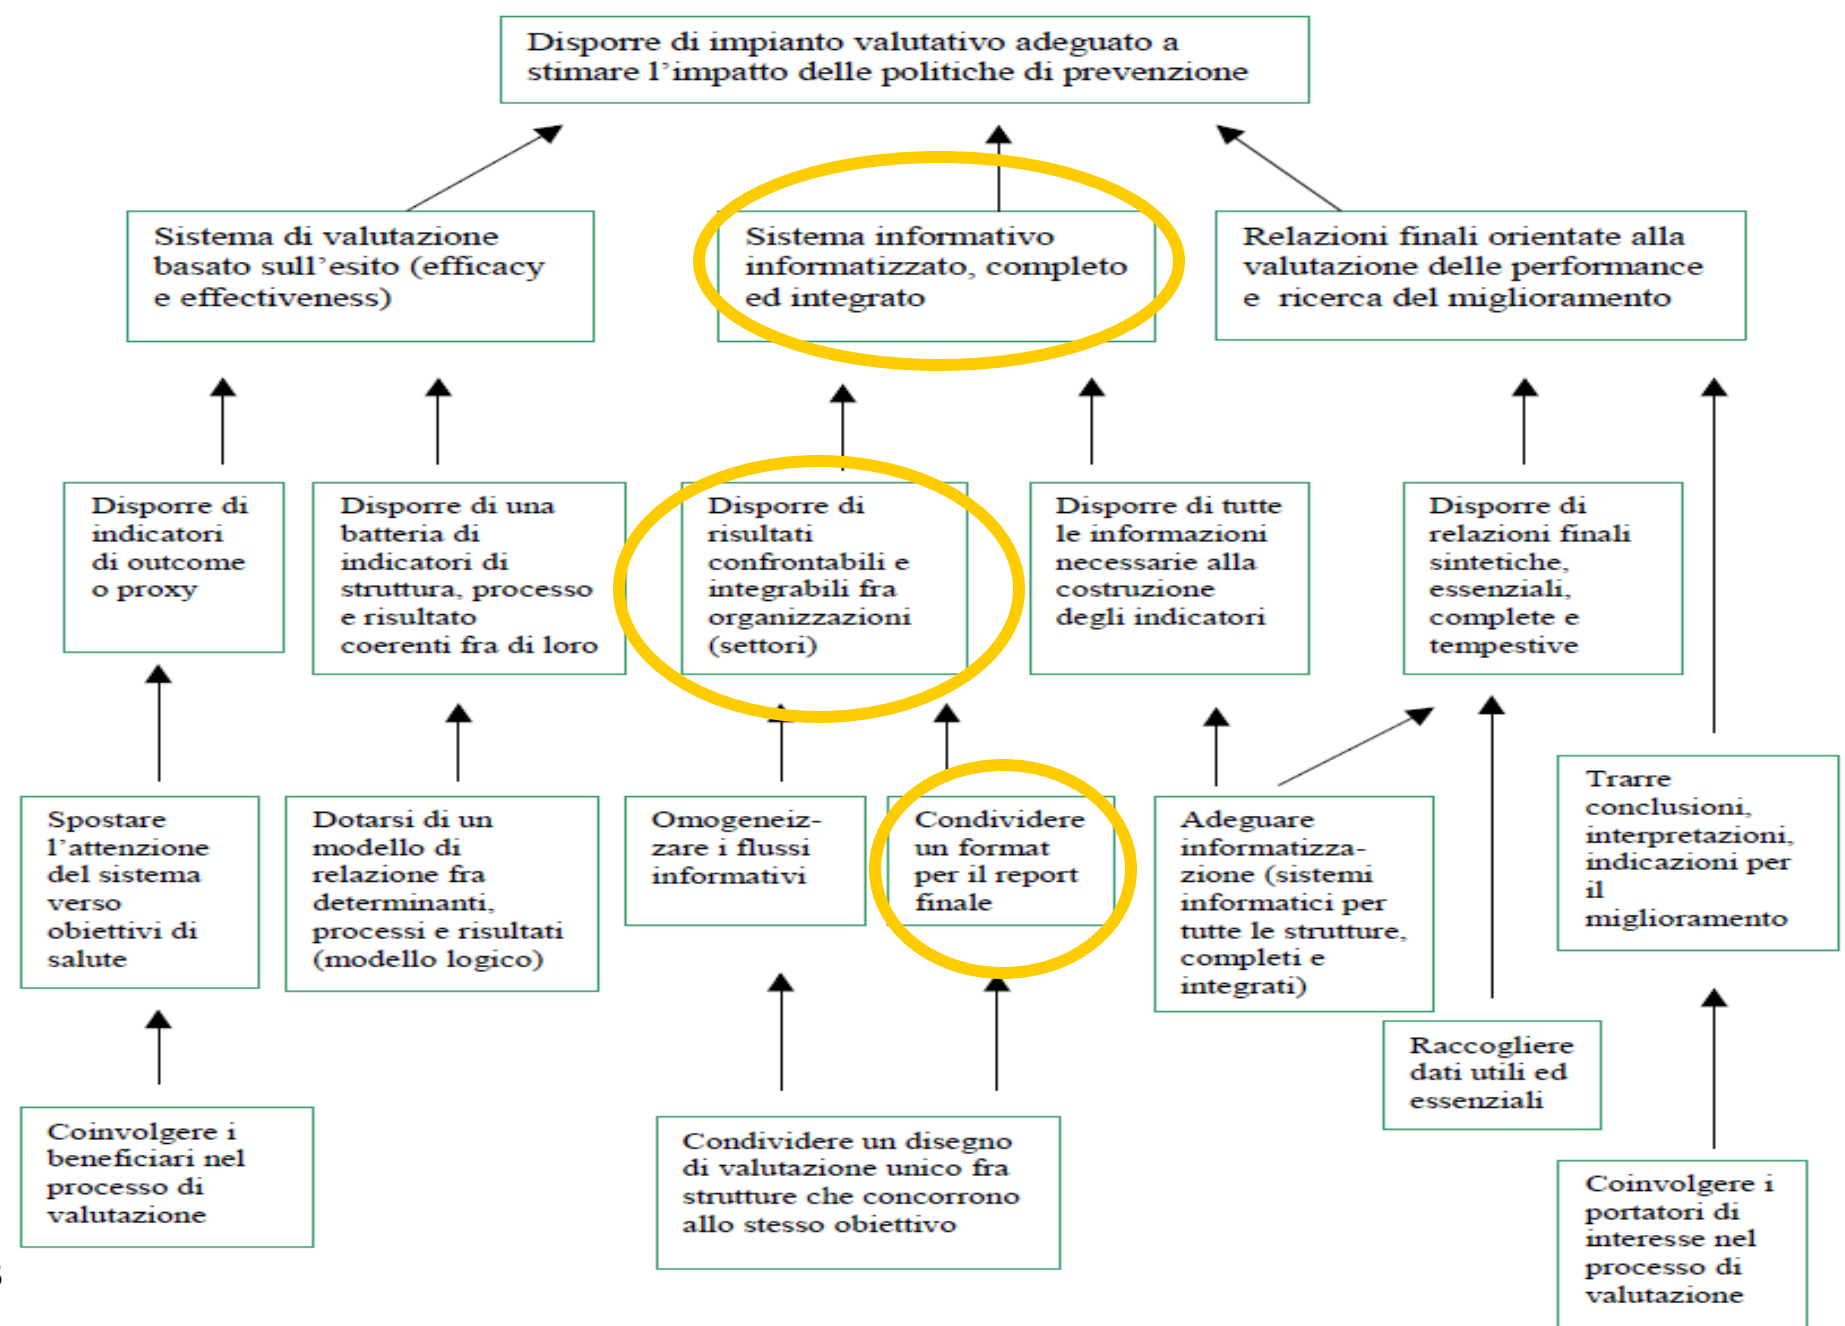 Disporre di impianto valutativo adeguato a
stimare l'impatto delle politiche di prevenzione
Sistema di valutazione
basato sull'esito (efficacy
e effectiveness)
Sistema informativo
informatizzato, completo
ed integrato
Relazioni finali orientate alla
valutazione delle performance
e ricerca del miglioramento
Disporre di
indicatori
di outcome
o proxy
Disporre di una
batteria di
indicatori di
struttura, processo
e risultato
coerenti fra di loro
Disporre di
risultati
confrontabili e
integrabili fra
organizzazioni
(settori)
Disporre di tutte
le informazioni
necessarie alla
costruzione
degli indicatori
Disporre di
relazioni finali
sintetiche,
essenziali,
complete e
tempestive
Spostare
l'attenzione
del sistema
verso
obiettivi di
salute
Dotarsi di un
modello di
relazione fra
determinanti,
processi e risultati
(modello logico)
Omogeneiz-
zare i flussi
informativi
Condividere
un format
per il report
finale
Adeguare
informatizza-
zione (sistemi
informatici per
tutte le strutture,
completi e
integrati)
Trarre
conclusioni,
interpretazioni,
indicazioni per
il
miglioramento
Raccogliere
dati utili ed
essenziali
Coinvolgere i
beneficiari nel
processo di
valutazione
Condividere un disegno
di valutazione unico fra
strutture che concorrono
allo stesso obiettivo
Coinvolgere i
portatori di
interesse nel
processo di
valutazione